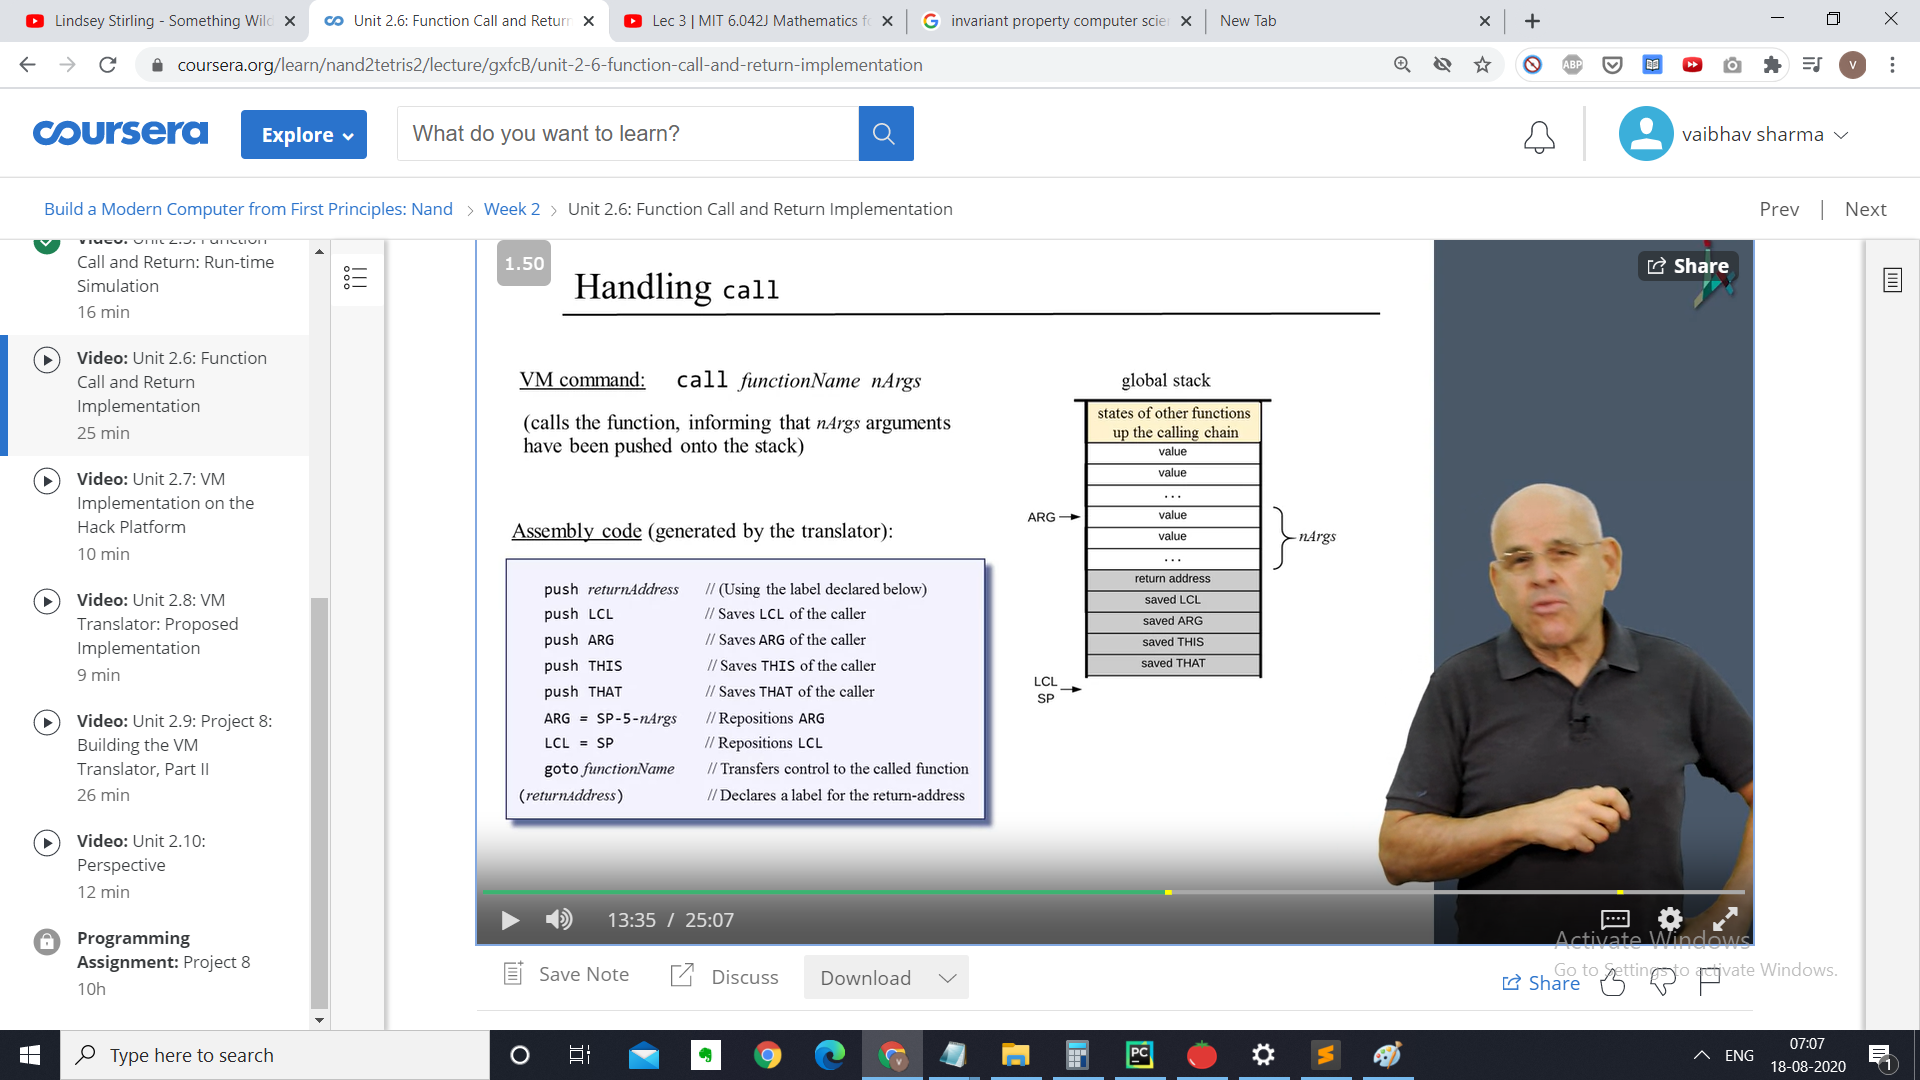 Lindsey Stirling - Something Wild
Unit 2.6: Function Call and Return
Lec 3 | MIT 6.042J Mathematics fo
invariant property computer scie
New Tab
coursera.org/learn/nand2tetris2/lecture/gxfcB/unit-2-6-function-call-and-return-implementation
ABP
V
coursera
Explore
What do you want to learn?
vaibhav sharma
Build a Modern Computer from First Principles: Nand > Week 2 > Unit 2.6: Function Call and Return Implementation
Prev | Next
Video: Unit 2.5: Function
Call and Return: Run-time
Simulation
16 min
Video: Unit 2.6: Function
Call and Return
Implementation
25 min
Video: Unit 2.7: VM
Implementation on the
Hack Platform
10 min
Video: Unit 2.8: VM
Translator: Proposed
Implementation
9 min
Video: Unit 2.9: Project 8:
Building the VM
Translator, Part II
26 min
Video: Unit 2.10:
Perspective
12 min
Programming
Assignment: Project 8
10h
1.50
Share
Handling call
VM command: call functionName nArgs
(calls the function, informing that nArgs arguments
have been pushed onto the stack)
Assembly code (generated by the translator):
push returnAddress // (Using the label declared below)
push LCL // Saves LCL of the caller
push ARG // Saves ARG of the caller
push THIS // Saves THIS of the caller
push THAT // Saves THAT of the caller
ARG = SP-5-nArgs // Repositions ARG
LCL = SP // Repositions LCL
goto functionName // Transfers control to the called function
(returnAddress) // Declares a label for the return-address
global stack
states of other functions
up the calling chain
value
value
...
ARG
value
value
...
nArgs
return address
saved LCL
saved ARG
saved THIS
saved THAT
LCL
SP
13:35 / 25:07
Activate Windows
Go to Settings to activate Windows.
Save Note
Discuss
Download
Share
Type here to search
PC
V
ENG
07:07
18-08-2020
1